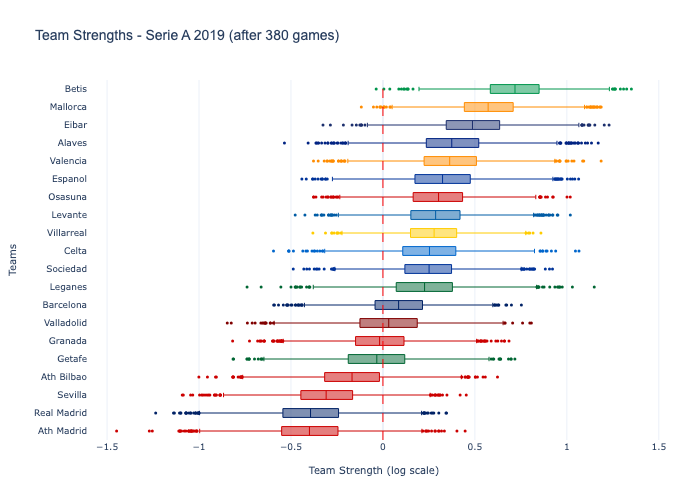 Team Strengths - Serie A 2019 (after 380 games)
Betis
Mallorca
Eibar
Alaves
Valencia
Espanol
Osasuna
Levante
Villarreal
Celta
Sociedad
Leganes
Barcelona
Valladolid
Granada
Getafe
Ath Bilbao
Sevilla
Real Madrid
Ath Madrid
Teams
−1.5 −1 −0.5 0 0.5 1 1.5
Team Strength (log scale)